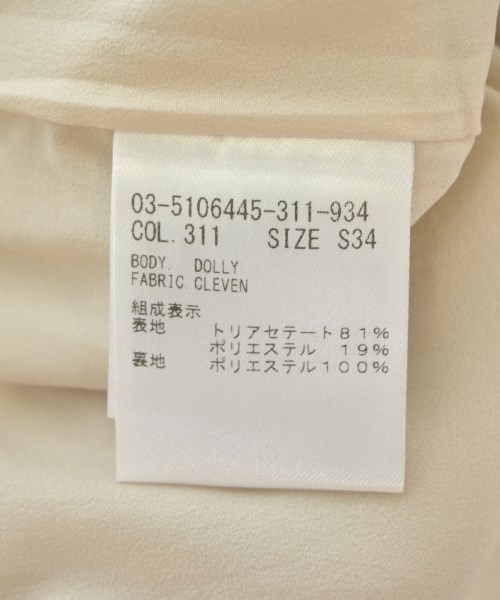 03-5106445-311-934
COL. 311 SIZE S34
BODY. DOLLY
FABRIC. CLEVEN
組成表示
表地 トリアセテート81%
ポリエステル 19%
裏地 ポリエステル100%